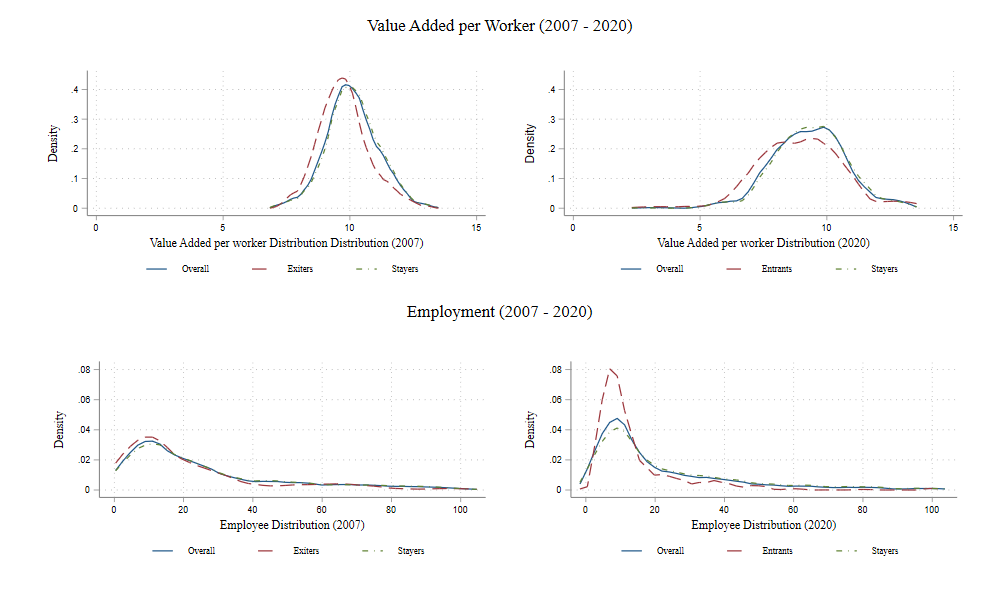 Value Added per Worker (2007 - 2020)
Density
.4
.3
.2
.1
0
0 5 10 15
Value Added per worker Distribution Distribution (2007)
Overall Exiters Stayers
Density
.4
.3
.2
.1
0
0 5 10 15
Value Added per worker Distribution (2020)
Overall Entrants Stayers
Employment (2007 - 2020)
Density
.08
.06
.04
.02
0
0 20 40 60 80 100
Employee Distribution (2007)
Overall Exiters Stayers
Density
.08
.06
.04
.02
0
0 20 40 60 80 100
Employee Distribution (2020)
Overall Entrants Stayers